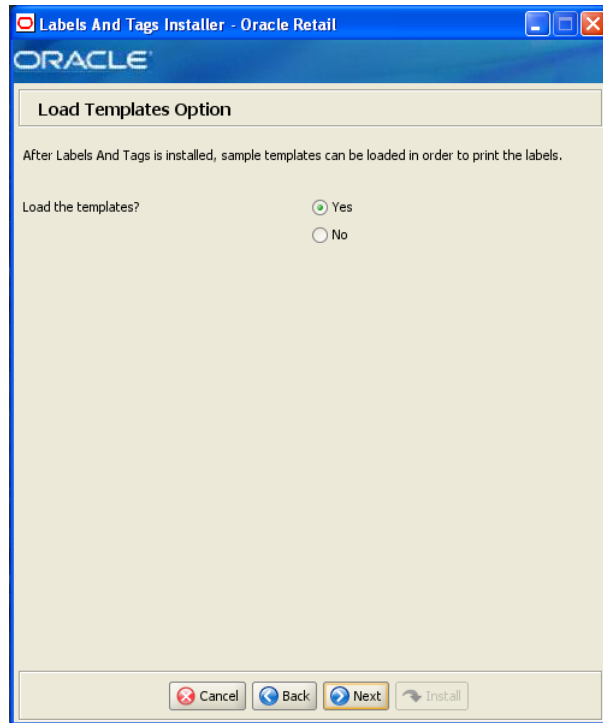 Labels And Tags Installer - Oracle Retail
ORACLE
Load Templates Option
After Labels And Tags is installed, sample templates can be loaded in order to print the labels.
Load the templates? Yes
No
Cancel Back Next Install